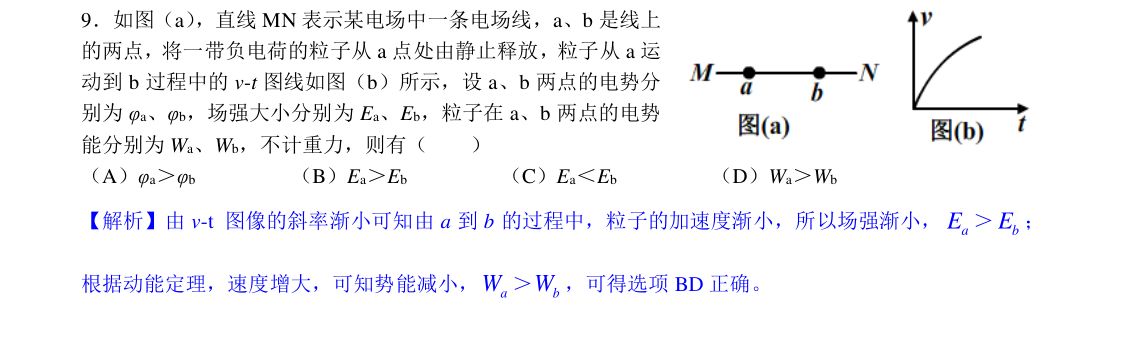 9．如图（a），直线 MN 表示某电场中一条电场线，a、b 是线上
的两点，将一带负电荷的粒子从 a 点处由静止释放，粒子从 a 运
动到 b 过程中的 v-t 图线如图（b）所示，设 a、b 两点的电势分
别为 φa、φb，场强大小分别为 Ea、Eb，粒子在 a、b 两点的电势
能分别为 Wa、Wb，不计重力，则有（　　）
M a b N
图(a)
v
t
图(b)
（A）φa＞φb （B）Ea＞Eb （C）Ea＜Eb （D）Wa＞Wb
【解析】由 v-t 图像的斜率渐小可知由 a 到 b 的过程中，粒子的加速度渐小，所以场强渐小，Ea＞Eb；
根据动能定理，速度增大，可知势能减小，Wa＞Wb，可得选项 BD 正确。